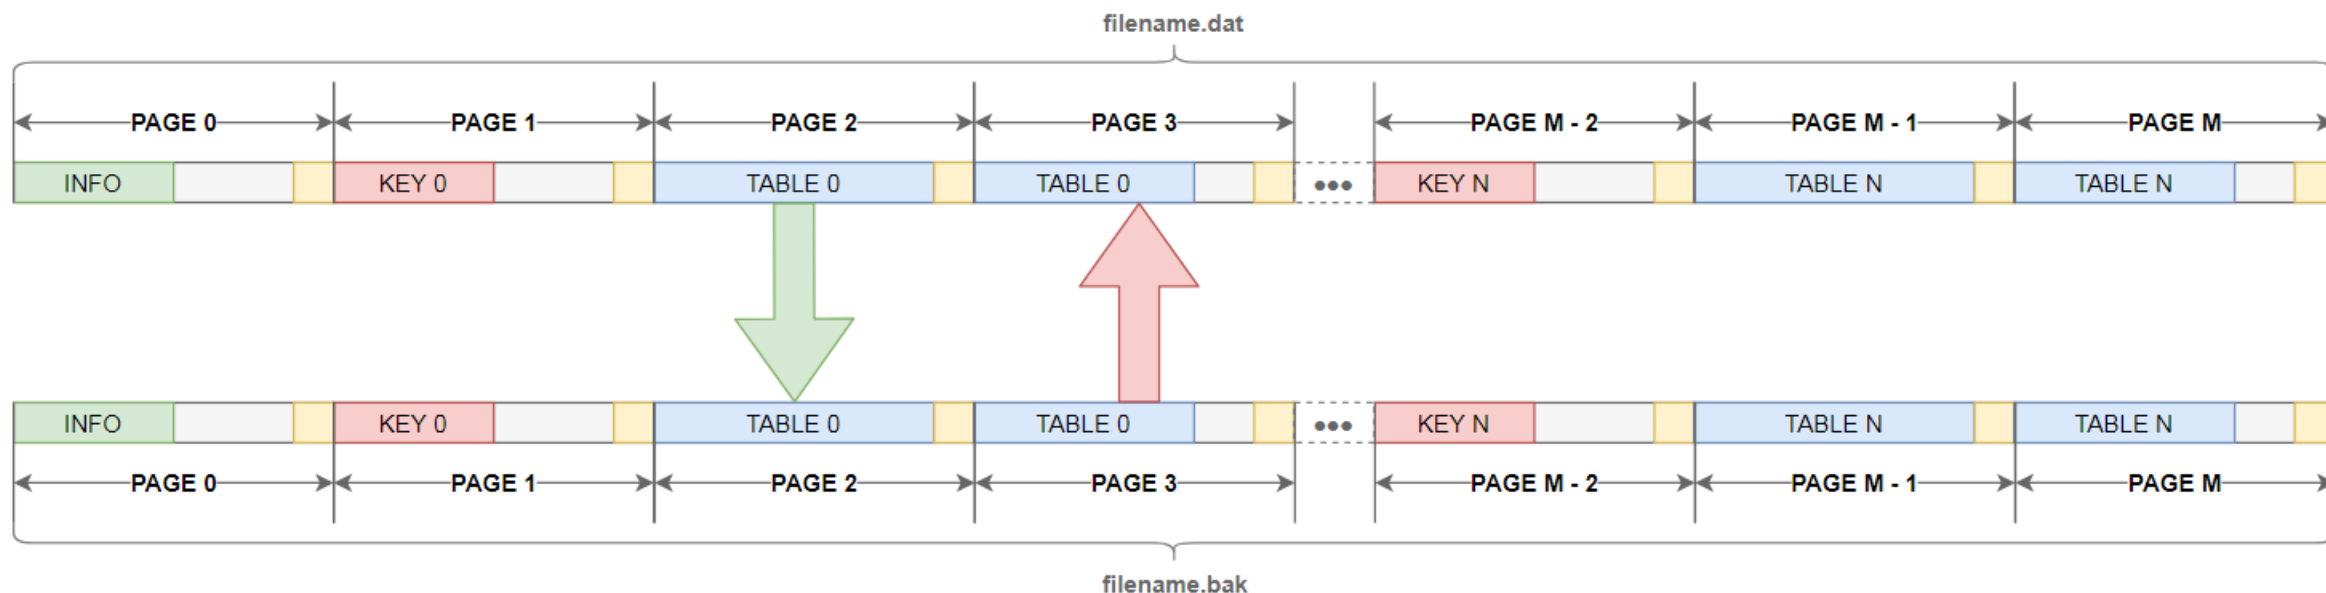 filename.dat
PAGE 0 PAGE 1 PAGE 2 PAGE 3 PAGE M - 2 PAGE M - 1 PAGE M
INFO KEY 0 TABLE 0 TABLE 0 ••• KEY N TABLE N TABLE N
INFO KEY 0 TABLE 0 TABLE 0 ••• KEY N TABLE N TABLE N
PAGE 0 PAGE 1 PAGE 2 PAGE 3 PAGE M - 2 PAGE M - 1 PAGE M
filename.bak